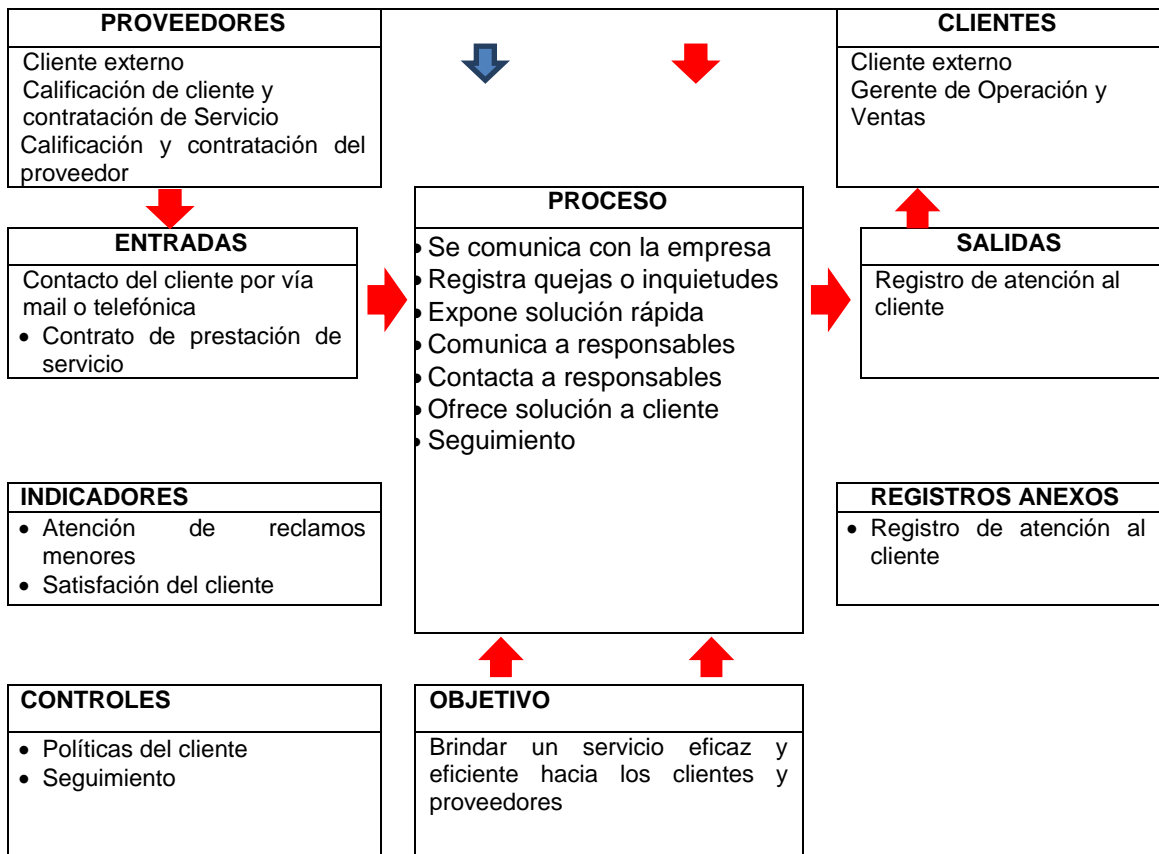 PROVEEDORES
Cliente externo
Calificación de cliente y
contratación de Servicio
Calificación y contratación del
proveedor
CLIENTES
Cliente externo
Gerente de Operación y
Ventas
ENTRADAS
Contacto del cliente por vía
mail o telefónica
• Contrato de prestación de
servicio
PROCESO
• Se comunica con la empresa
• Registra quejas o inquietudes
• Expone solución rápida
• Comunica a responsables
• Contacta a responsables
• Ofrece solución a cliente
• Seguimiento
SALIDAS
Registro de atención al
cliente
INDICADORES
• Atención de reclamos
menores
• Satisfación del cliente
REGISTROS ANEXOS
• Registro de atención al
cliente
CONTROLES
• Políticas del cliente
• Seguimiento
OBJETIVO
Brindar un servicio eficaz y
eficiente hacia los clientes y
proveedores